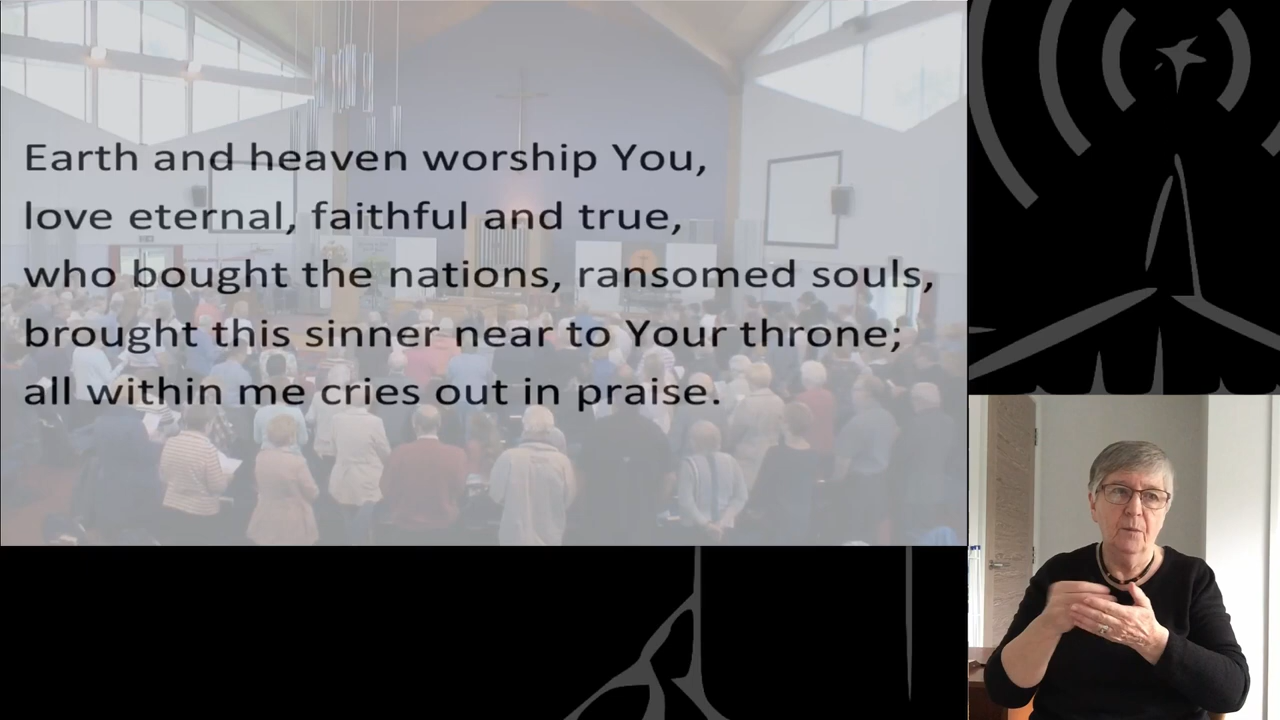 Earth and heaven worship You,
love eternal, faithful and true,
who bought the nations, ransomed souls,
brought this sinner near to Your throne;
all within me cries out in praise.